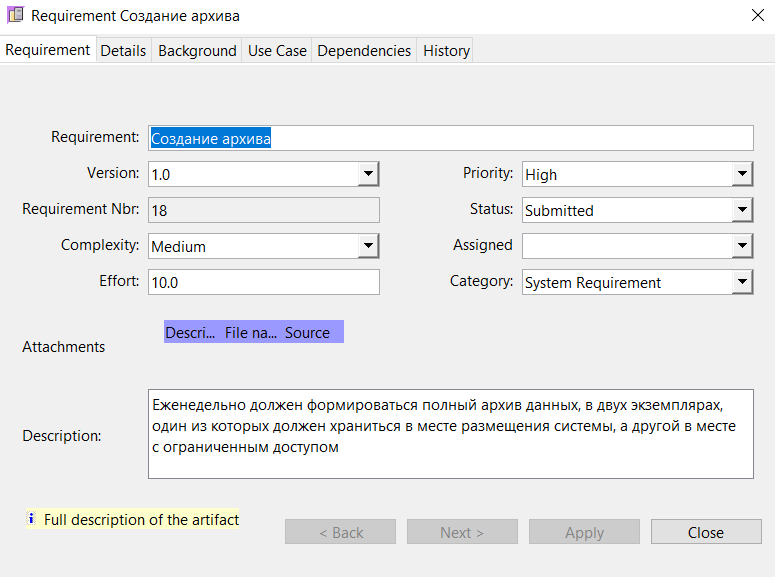 Requirement Создание архива
Requirement Details Background Use Case Dependencies History
Requirement: Создание архива
Version: 1.0 Priority: High
Requirement Nbr: 18 Status: Submitted
Complexity: Medium Assigned
Effort: 10.0 Category: System Requirement
Attachments Descri... File na... Source
Description: Еженедельно должен формироваться полный архив данных, в двух экземплярах,
один из которых должен храниться в месте размещения системы, а другой в месте
с ограниченным доступом
Full description of the artifact
< Back Next > Apply Close